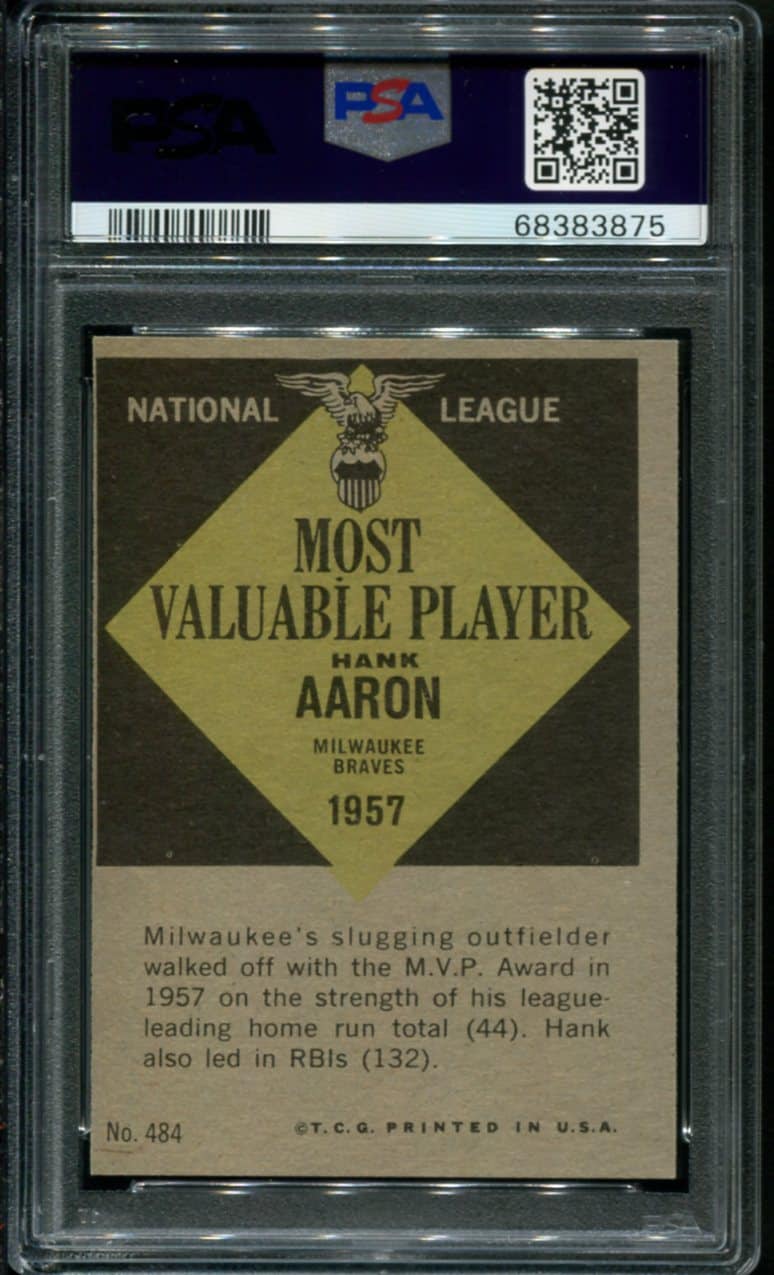 PSA
PSA
68383875
NATIONAL LEAGUE
MOST
VALUABLE PLAYER
HANK
AARON
MILWAUKEE
BRAVES
1957
Milwaukee's slugging outfielder
walked off with the M.V.P. Award in
1957 on the strength of his league-
leading home run total (44). Hank
also led in RBIs (132).
No. 484
©T.C.G. PRINTED IN U.S.A.